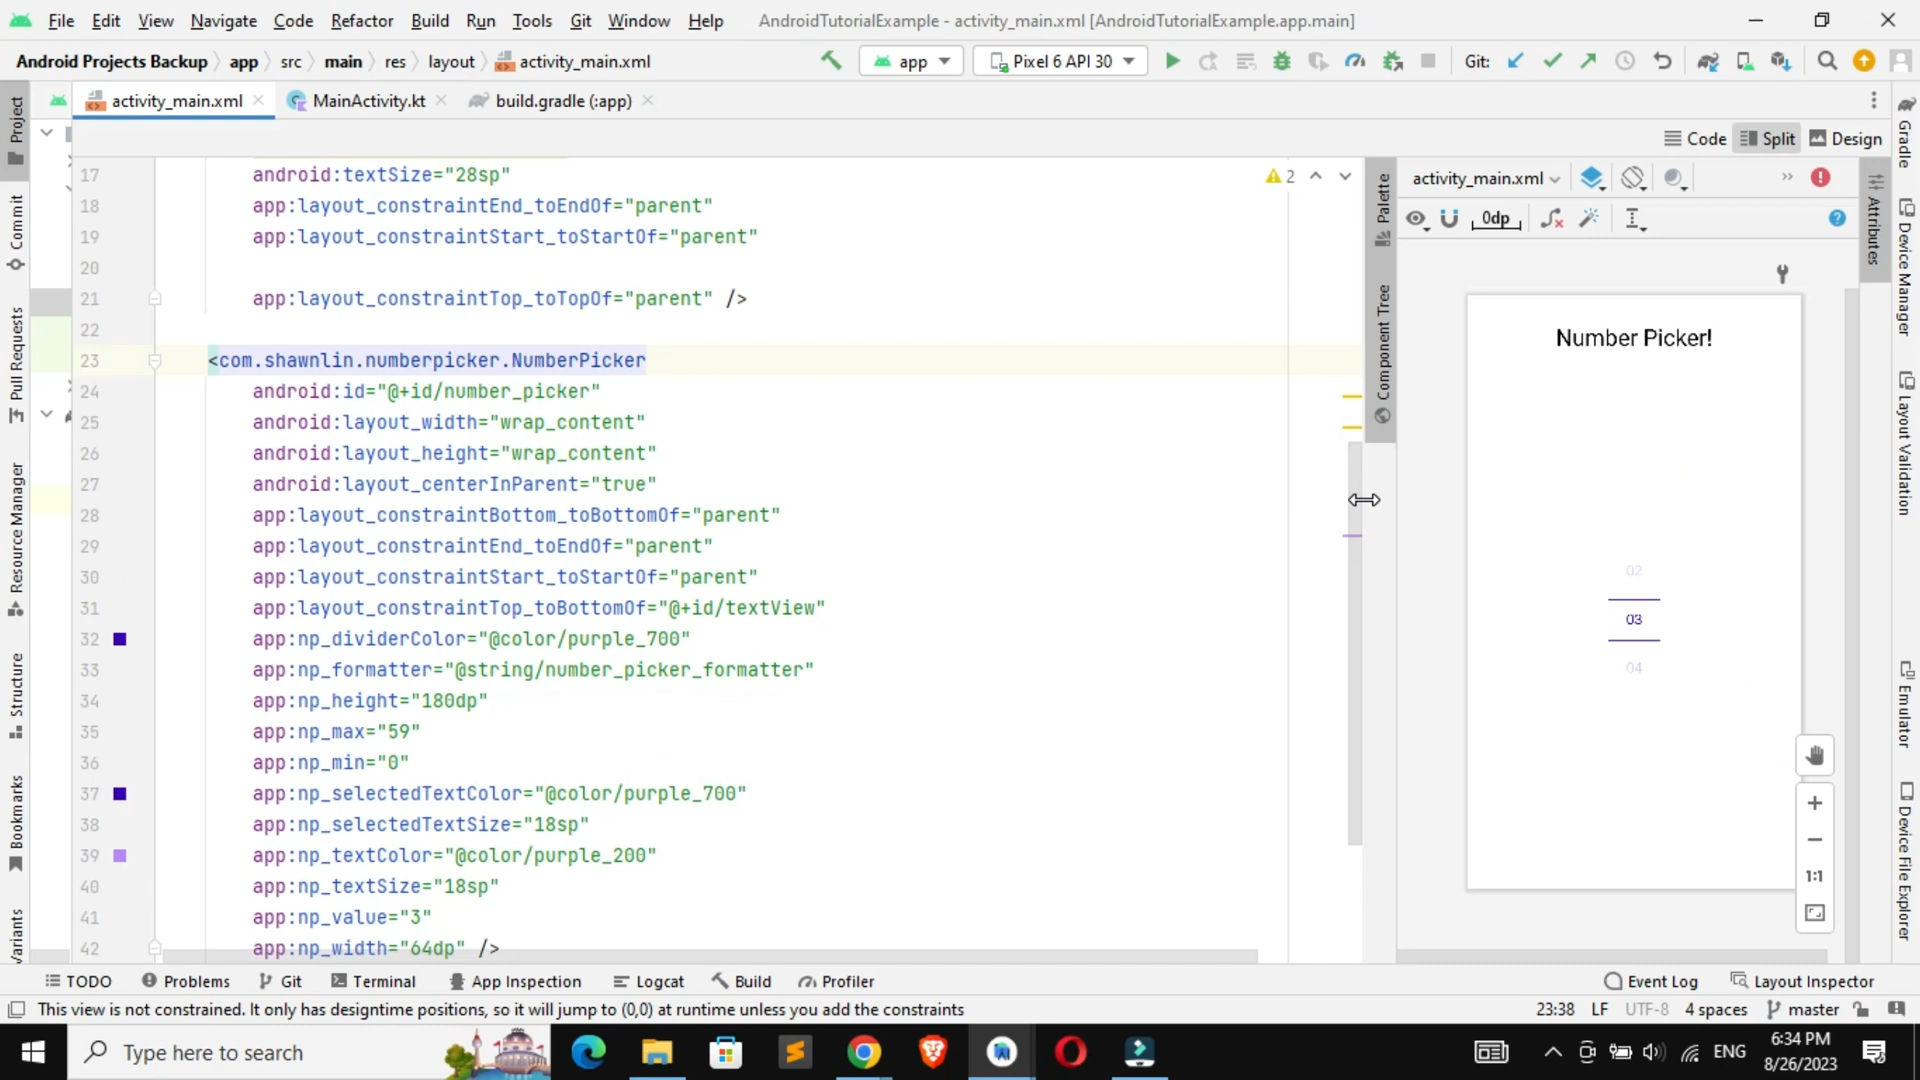 File Edit View Navigate Code Refactor Build Run Tools Git Window Help AndroidTutorialExample - activity_main.xml [AndroidTutorialExample.app.main]
Android Projects Backup app src main res layout activity_main.xml app Pixel 6 API 30 Git:
activity_main.xml MainActivity.kt build.gradle (:app)
Code Split Design
17 android:textSize="28sp"
18 app:layout_constraintEnd_toEndOf="parent"
19 app:layout_constraintStart_toStartOf="parent"
20
21 app:layout_constraintTop_toTopOf="parent" />
22
23 <com.shawnlin.numberpicker.NumberPicker
24 android:id="@+id/number_picker"
25 android:layout_width="wrap_content"
26 android:layout_height="wrap_content"
27 android:layout_centerInParent="true"
28 app:layout_constraintBottom_toBottomOf="parent"
29 app:layout_constraintEnd_toEndOf="parent"
30 app:layout_constraintStart_toStartOf="parent"
31 app:layout_constraintTop_toBottomOf="@+id/textView"
32 app:np_dividerColor="@color/purple_700"
33 app:np_formatter="@string/number_picker_formatter"
34 app:np_height="180dp"
35 app:np_max="59"
36 app:np_min="0"
37 app:np_selectedTextColor="@color/purple_700"
38 app:np_selectedTextSize="18sp"
39 app:np_textColor="@color/purple_200"
40 app:np_textSize="18sp"
41 app:np_value="3"
42 app:np_width="64dp" />
2
Project
Commit
Pull Requests
Resource Manager
Structure
Bookmarks
Variants
Palette
Component Tree
activity_main.xml
0dp
Number Picker!
02
03
04
1:1
Attributes
Gradle
Device Manager
Layout Validation
Emulator
Device File Explorer
TODO Problems Git Terminal App Inspection Logcat Build Profiler Event Log Layout Inspector
This view is not constrained. It only has designtime positions, so it will jump to (0,0) at runtime unless you add the constraints 23:38 LF UTF-8 4 spaces master
Type here to search
ENG
6:34 PM
8/26/2023